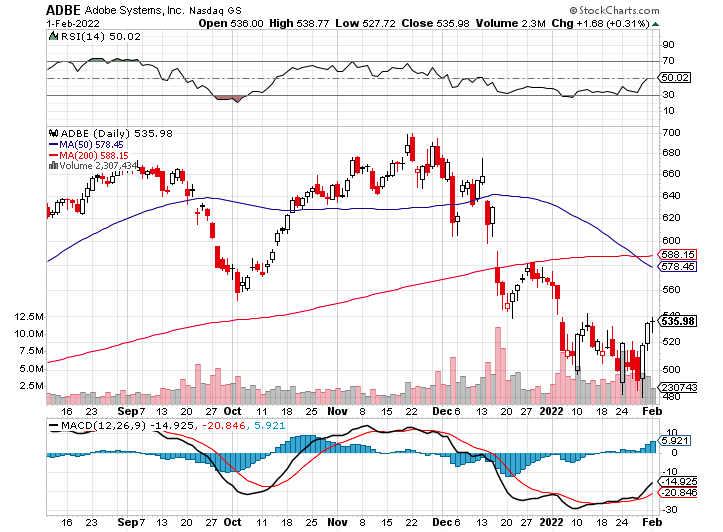 ADBE Adobe Systems, Inc. Nasdaq GS © StockCharts.com
1-Feb-2022 Open 536.00 High 538.77 Low 527.72 Close 535.98 Volume 2.3M Chg +1.68 (+0.31%)
RSI(14) 50.02
90
70
50.02
30
10
ADBE (Daily) 535.98
MA(50) 578.45
MA(200) 588.15
Volume 2,307,434
700
680
660
640
620
600
588.15
578.45
560
540
535.98
520
500
480
12.5M
10.0M
7.5M
5.0M
2.5M
230743
16 23 Sep 7 13 20 27 Oct 11 18 25 Nov 8 15 22 Dec 6 13 20 27 2022 10 18 24 Feb
MACD(12,26,9) -14.925, -20.846, 5.921
10
5.921
0
-10
-14.925
-20.846
-30
16 23 Sep 7 13 20 27 Oct 11 18 25 Nov 8 15 22 Dec 6 13 20 27 2022 10 18 24 Feb